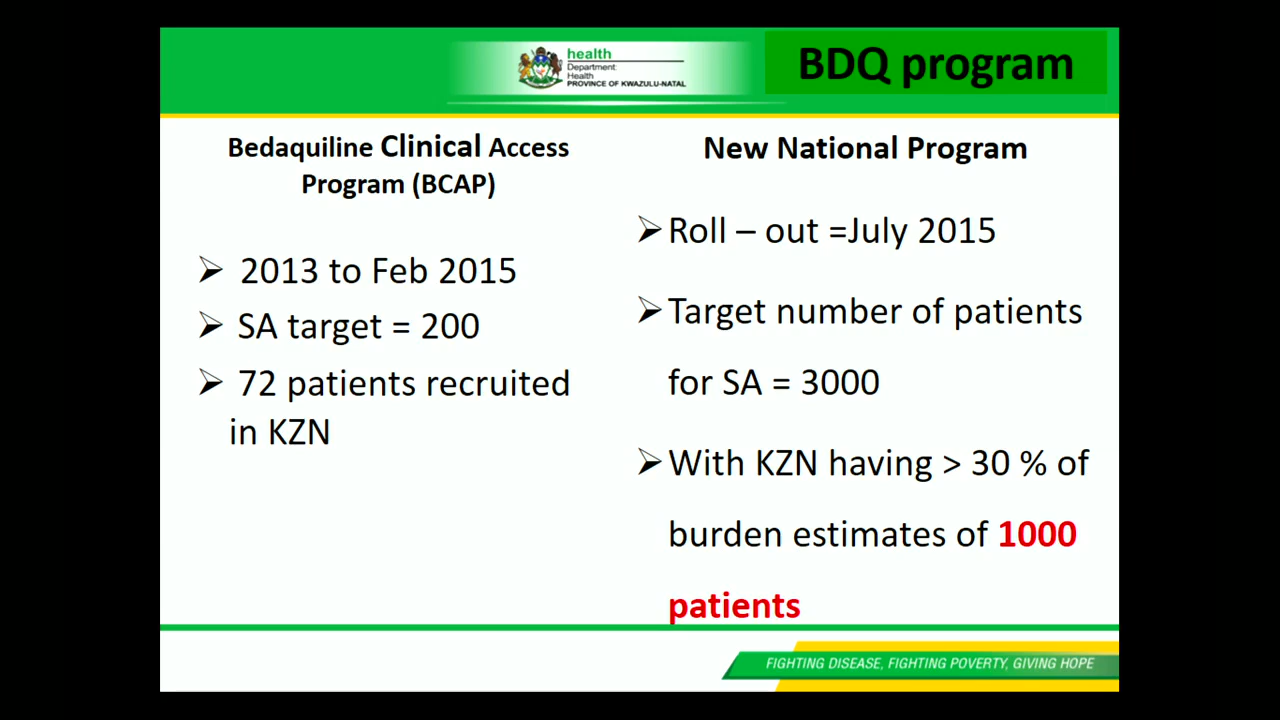 health
Department:
Health
PROVINCE OF KWAZULU-NATAL
BDQ program
Bedaquiline Clinical Access
Program (BCAP)
➢ 2013 to Feb 2015
➢ SA target = 200
➢ 72 patients recruited
in KZN
New National Program
➢Roll – out =July 2015
➢Target number of patients
for SA = 3000
➢With KZN having > 30 % of
burden estimates of 1000
patients
FIGHTING DISEASE, FIGHTING POVERTY, GIVING HOPE